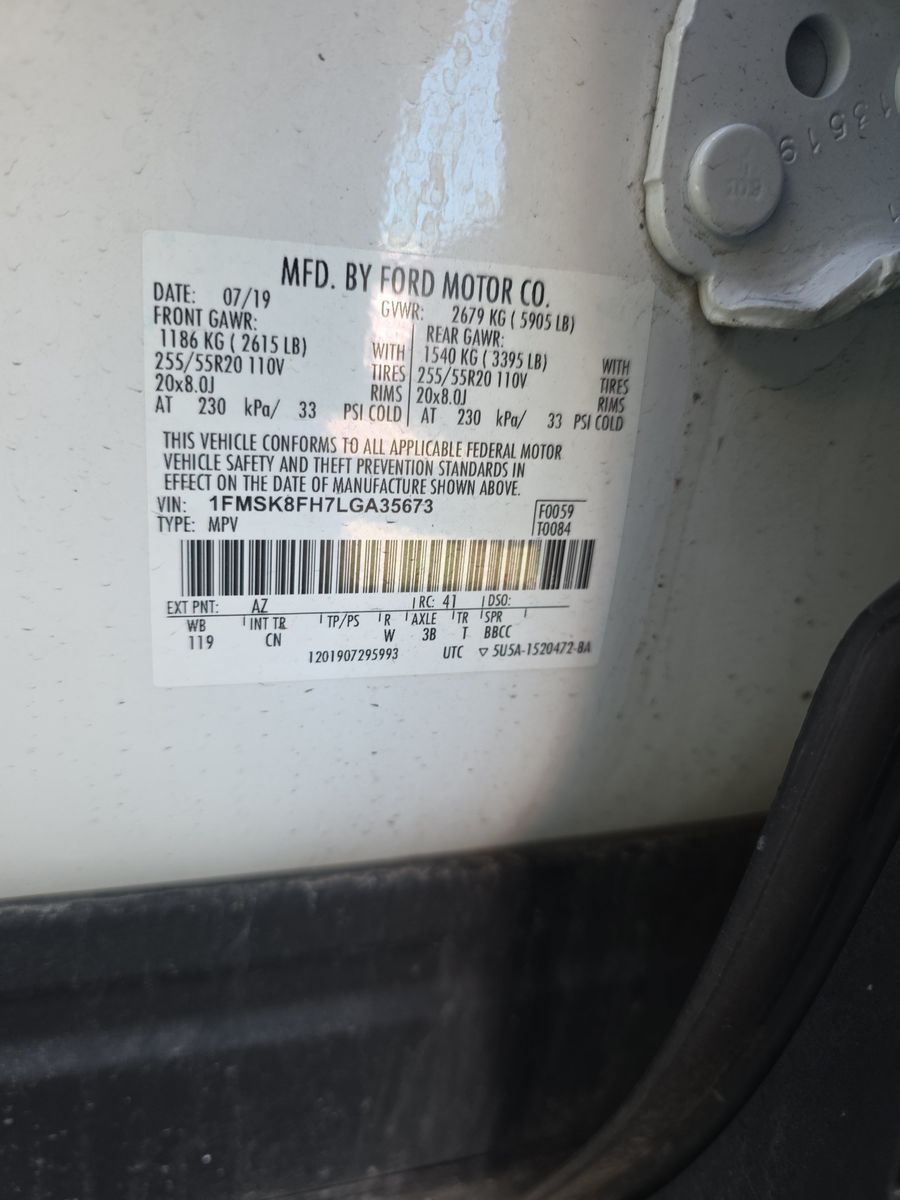 13519
MFD. BY FORD MOTOR CO.
DATE: 07/19 GVWR: 2679 KG ( 5905 LB)
FRONT GAWR: REAR GAWR:
1186 KG ( 2615 LB) WITH 1540 KG ( 3395 LB) WITH
255/55R20 110V TIRES 255/55R20 110V TIRES
20x8.0J RIMS 20x8.0J RIMS
AT 230 kPa/ 33 PSI COLD AT 230 kPa/ 33 PSI COLD
THIS VEHICLE CONFORMS TO ALL APPLICABLE FEDERAL MOTOR
VEHICLE SAFETY AND THEFT PREVENTION STANDARDS IN
EFFECT ON THE DATE OF MANUFACTURE SHOWN ABOVE.
VIN: 1FMSK8FH7LGA35673 F0059
TYPE: MPV T0084
EXT PNT: AZ RC: 41 DSO:
WB INT TR TP/PS R AXLE TR SPR
119 CN W 3B T BBCC
1201907295993 UTC ▽ 5U5A-1520472-BA